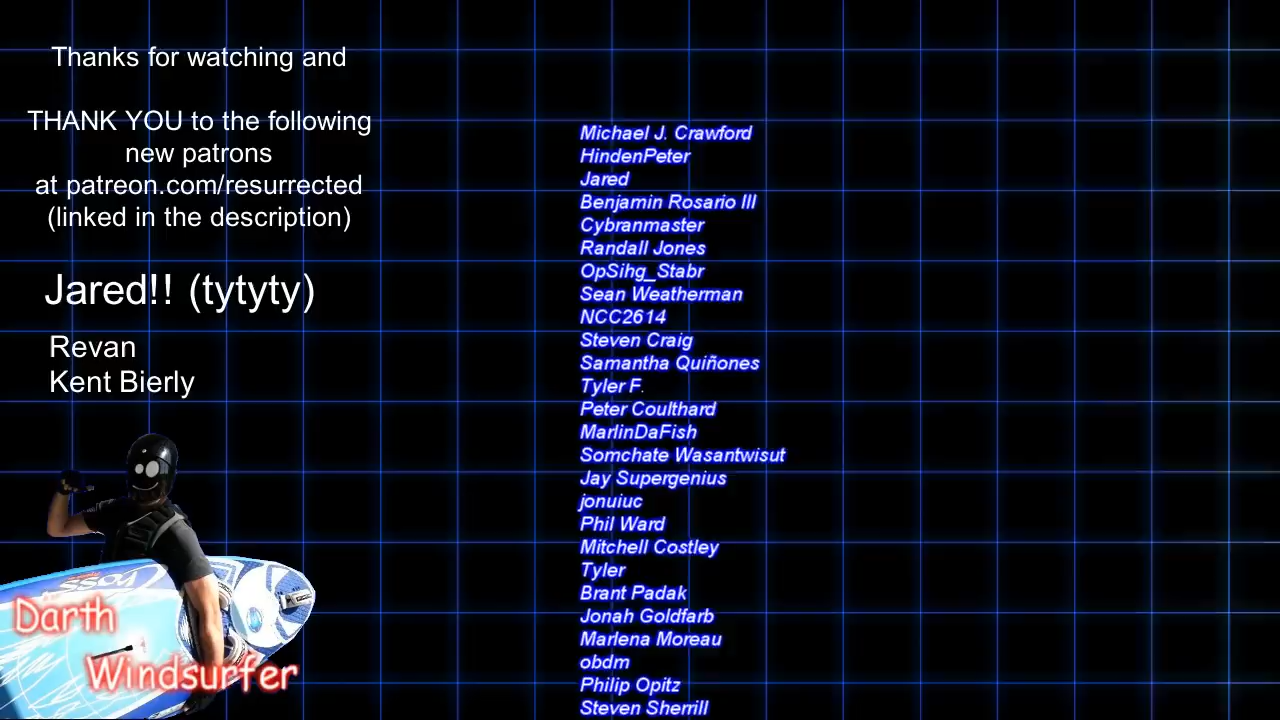 Thanks for watching and
THANK YOU to the following
new patrons
at patreon.com/resurrected
(linked in the description)
Jared!! (tytyty)
Revan
Kent Bierly
Darth
Windsurfer
Michael J. Crawford
HindenPeter
Jared
Benjamin Rosario III
Cybranmaster
Randall Jones
OpSihg_Stabr
Sean Weatherman
NCC2614
Steven Craig
Samantha Quiñones
Tyler F.
Peter Coulthard
MarlinDaFish
Somchate Wasantwisut
Jay Supergenius
jonuiuc
Phil Ward
Mitchell Costley
Tyler
Brant Padak
Jonah Goldfarb
Marlena Moreau
obdm
Philip Opitz
Steven Sherrill